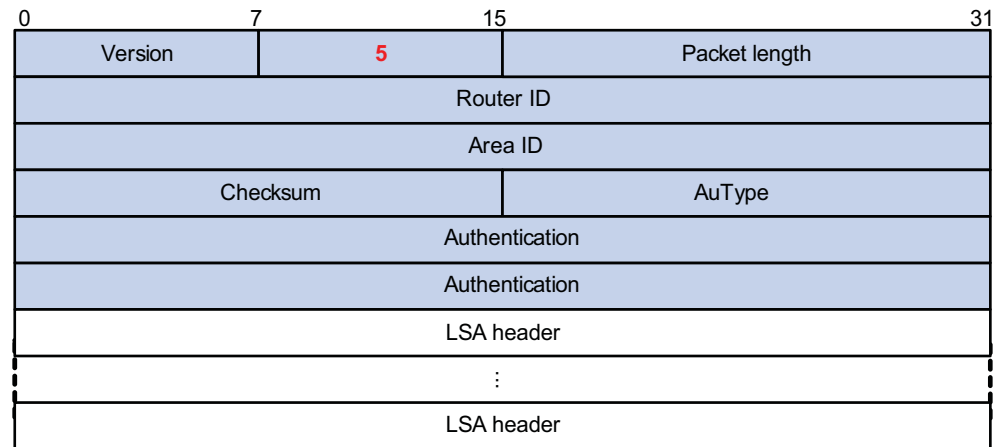 0 7 15 31
Version 5 Packet length
Router ID
Area ID
Checksum AuType
Authentication
Authentication
LSA header
⋮
LSA header